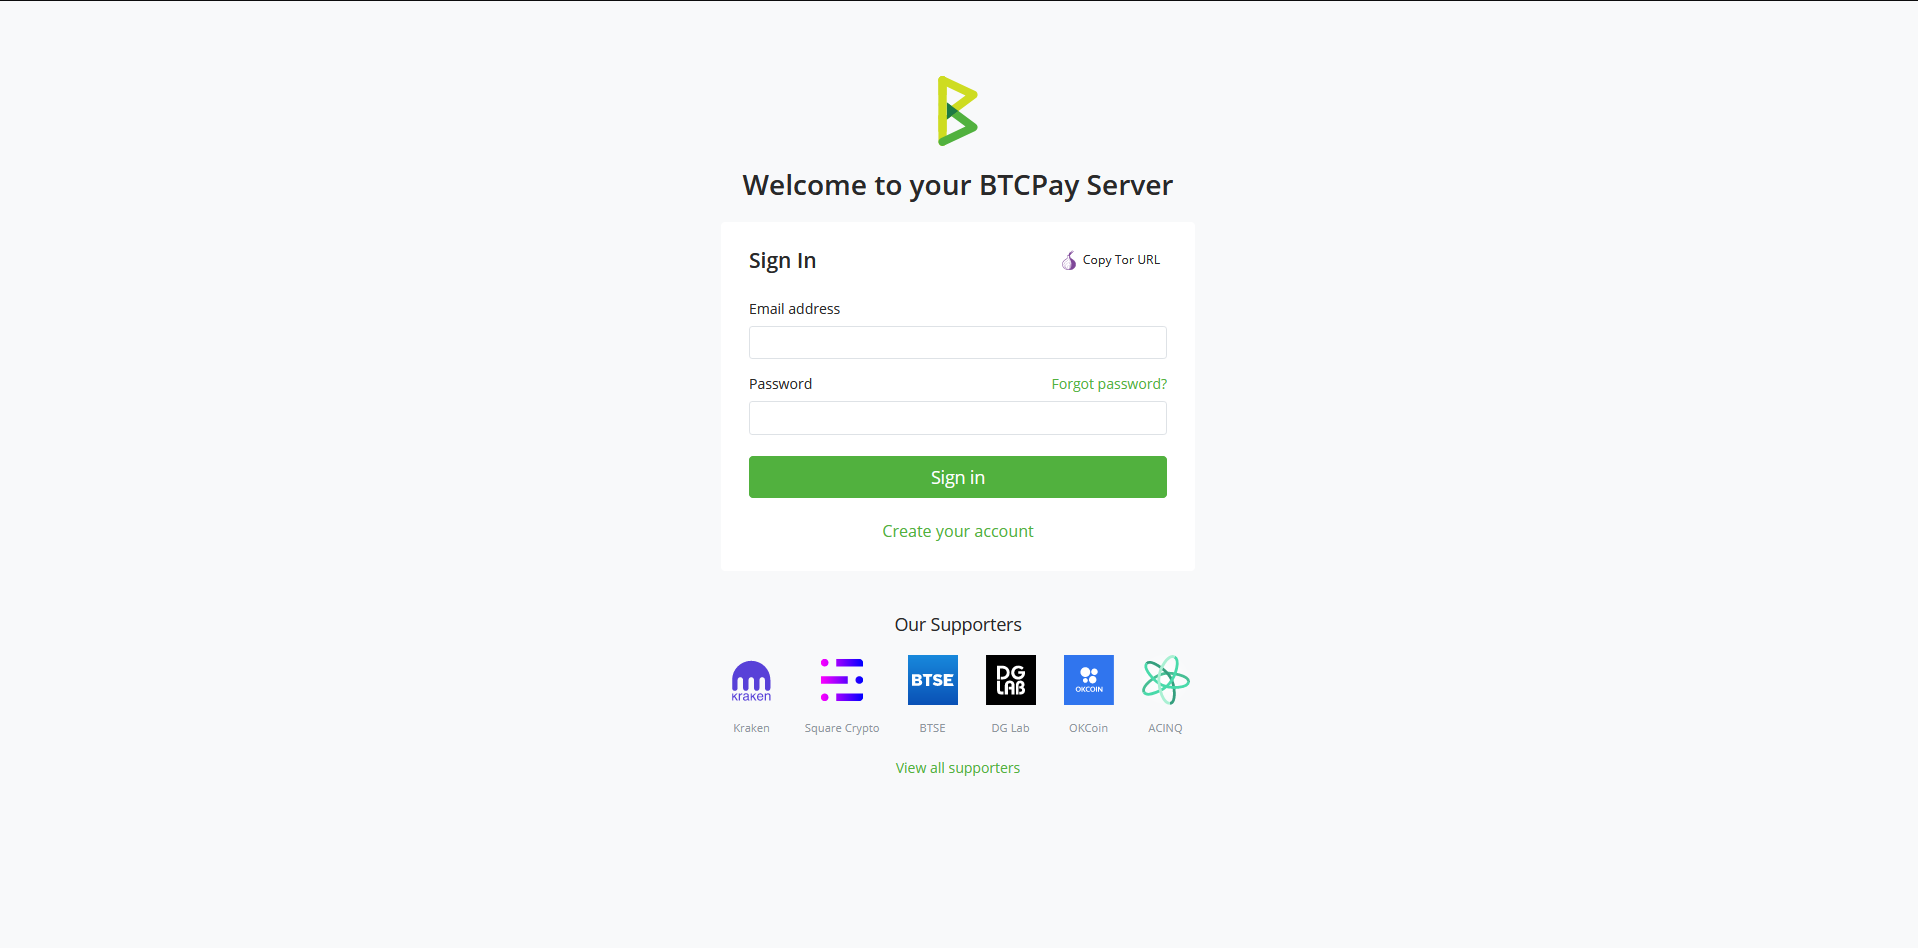 Welcome to your BTCPay Server
Sign In
Copy Tor URL
Email address
Password
Forgot password?
Sign in
Create your account
Our Supporters
kraken
BTSE
DG
LAB
OKCOIN
Kraken
Square Crypto
BTSE
DG Lab
OKCoin
ACINQ
View all supporters